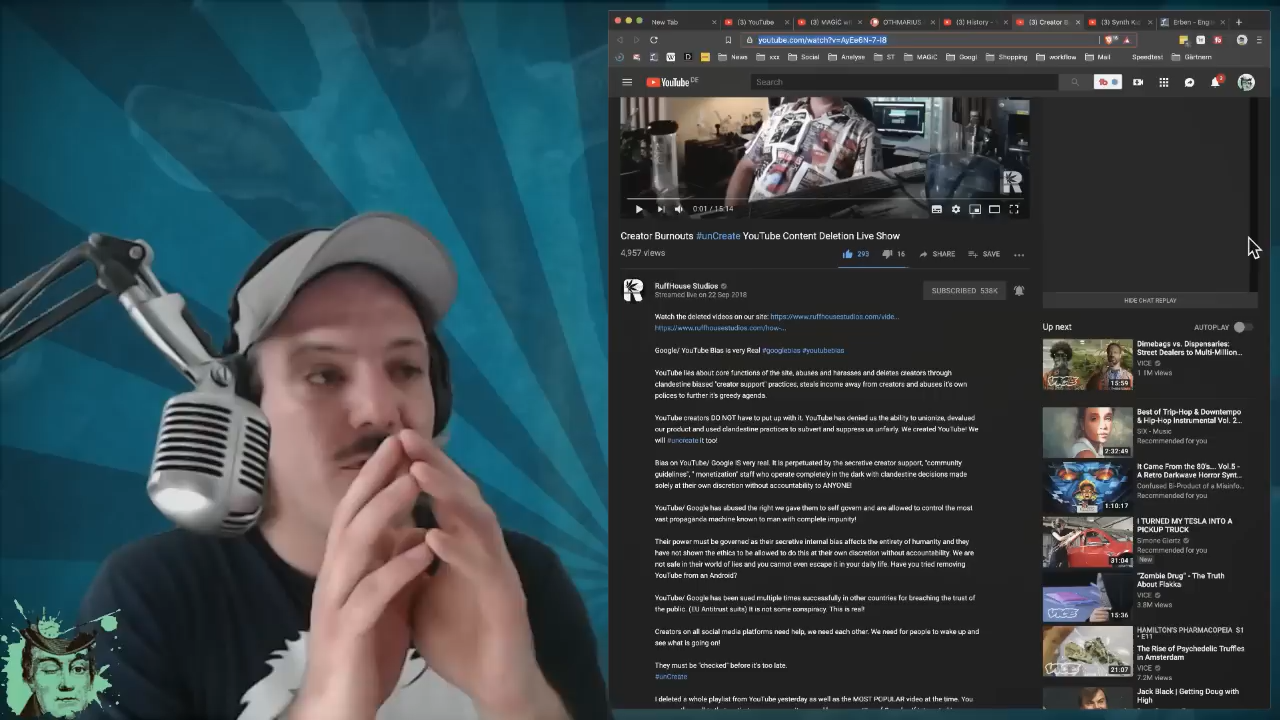 New Tab
(3) YouTube
(3) MAGiC wi
OTHMARIUS
(3) History -
(3) Creator B
(3) Synth Ka
Erben - Eng
youtube.com/watch?v=AyEe6N-7-I8
News
xxx
Social
Analyse
ST
MAGiC
Googl
Shopping
workflow
Mail
Speedtest
Gärtnern
YouTube DE
Search
0:01 / 15:14
Creator Burnouts #unCreate YouTube Content Deletion Live Show
4,957 views
293
16
SHARE
SAVE
RuffHouse Studios
Streamed live on 22 Sep 2018
SUBSCRIBED 538K
Watch the deleted videos on our site: https://www.ruffhousestudios.com/vide...
https://www.ruffhousestudios.com/how-...
Google/ YouTube Bias is very Real #googlebias #youtubebias
YouTube lies about core functions of the site, abuses and harasses and deletes creators through
clandestine biased "creator support" practices, steals income away from creators and abuses it's own
polices to further it's greedy agenda.
YouTube creators DO NOT have to put up with it. YouTube has denied us the ability to unionize, devalued
our product and used clandestine practices to subvert and suppress us unfairly. We created YouTube! We
will #uncreate it too!
Bias on YouTube/ Google IS very real. It is perpetuated by the secretive creator support, "community
guidelines", " monetization" staff who operate completely in the dark with clandestine decisions made
solely at their own discretion without accountability to ANYONE!
YouTube/ Google has abused the right we gave them to self govern and are allowed to control the most
vast propaganda machine known to man with complete impunity!
Their power must be governed as their secretive internal bias affects the entirety of humanity and they
have not shown the ethics to be allowed to do this at their own discretion without accountability. We are
not safe in their world of lies and you cannot even escape it in your daily life. Have you tried removing
YouTube from an Android?
YouTube/ Google has been sued multiple times successfully in other countries for breaching the trust of
the public. (EU Antitrust suits) It is not some conspiracy. This is real!
Creators on all social media platforms need help, we need each other. We need for people to wake up and
see what is going on!
They must be "checked" before it's too late.
#unCreate
I deleted a whole playlist from YouTube yesterday as well as the MOST POPULAR video at the time. You
HIDE CHAT REPLAY
Up next
AUTOPLAY
Dimebags vs. Dispensaries:
Street Dealers to Multi-Million...
VICE
1.1M views
15:59
Best of Trip-Hop & Downtempo
& Hip-Hop Instrumental Vol. 2...
SIX - Music
Recommended for you
2:32:49
It Came From the 80s... Vol.5 -
A Retro Darkwave Horror Synt...
Confused Bi-Product of a Misinfo...
Recommended for you
1:10:17
I TURNED MY TESLA INTO A
PICKUP TRUCK
Simone Giertz
Recommended for you
New
31:04
"Zombie Drug" - The Truth
About Flakka
VICE
3.8M views
15:36
HAMILTON'S PHARMACOPEIA S1
• E11
The Rise of Psychedelic Truffles
in Amsterdam
VICE
7.2M views
21:07
Jack Black | Getting Doug with
High